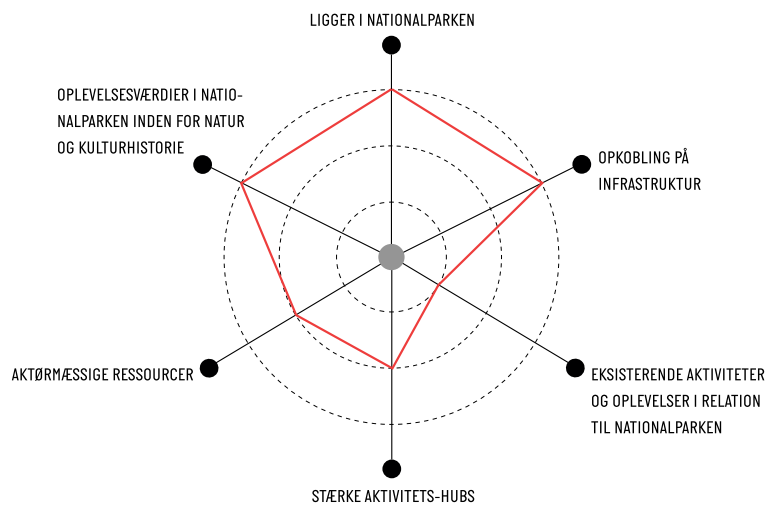 LIGGER I NATIONALPARKEN
OPLEVELSESVÆRDIER I NATIO-
NALPARKEN INDEN FOR NATUR
OG KULTURHISTORIE
OPKOBLING PÅ
INFRASTRUKTUR
AKTØRMÆSSIGE RESSOURCER
EKSISTERENDE AKTIVITETER
OG OPLEVELSER I RELATION
TIL NATIONALPARKEN
STÆRKE AKTIVITETS-HUBS